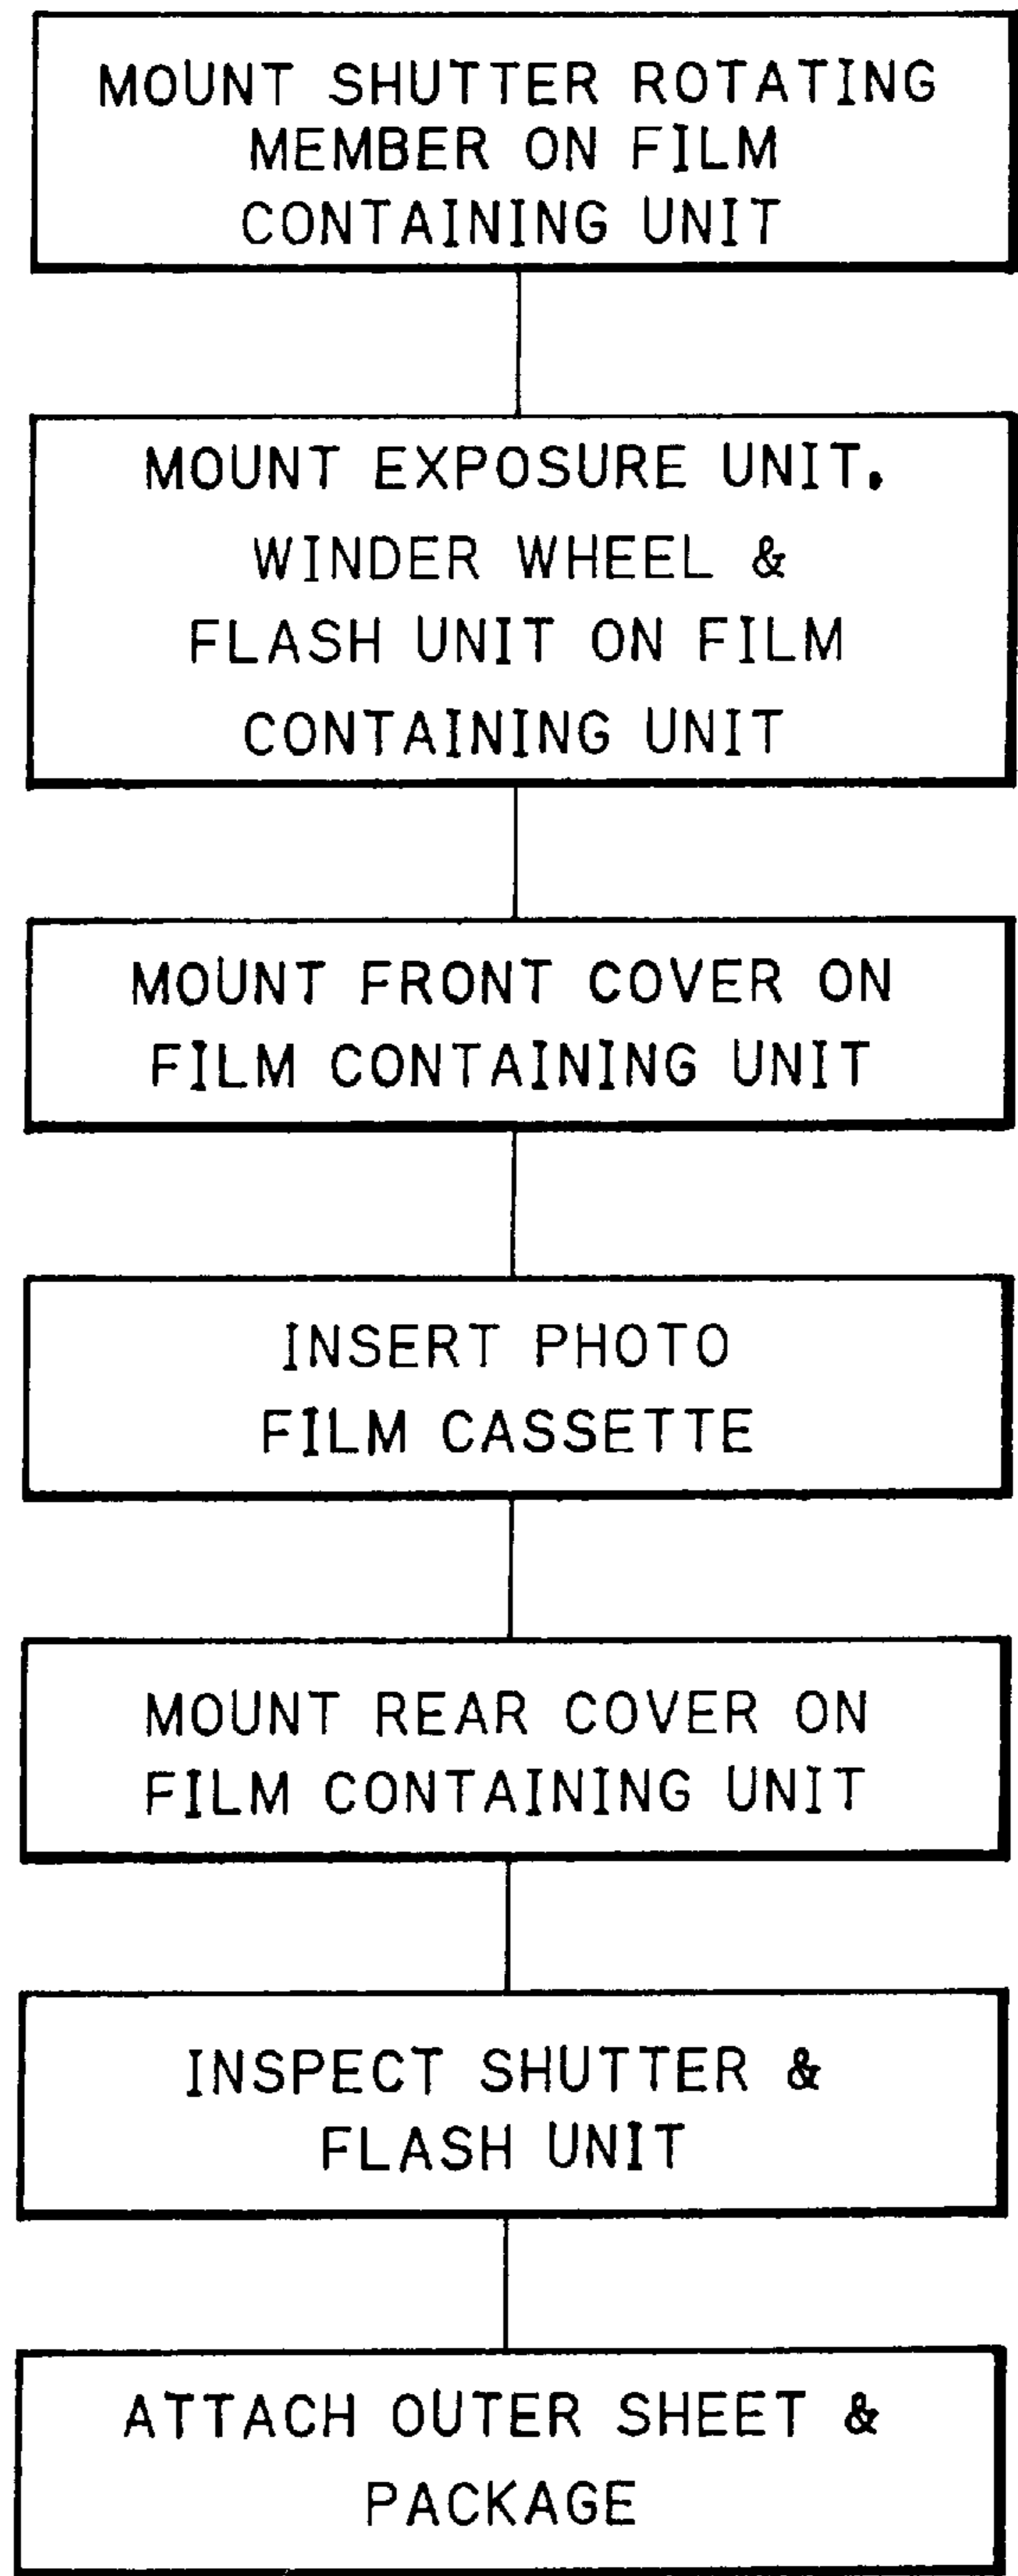 MOUNT SHUTTER ROTATING
MEMBER ON FILM
CONTAINING UNIT
MOUNT EXPOSURE UNIT.
WINDER WHEEL &
FLASH UNIT ON FILM
CONTAINING UNIT
MOUNT FRONT COVER ON
FILM CONTAINING UNIT
INSERT PHOTO
FILM CASSETTE
MOUNT REAR COVER ON
FILM CONTAINING UNIT
INSPECT SHUTTER &
FLASH UNIT
ATTACH OUTER SHEET &
PACKAGE